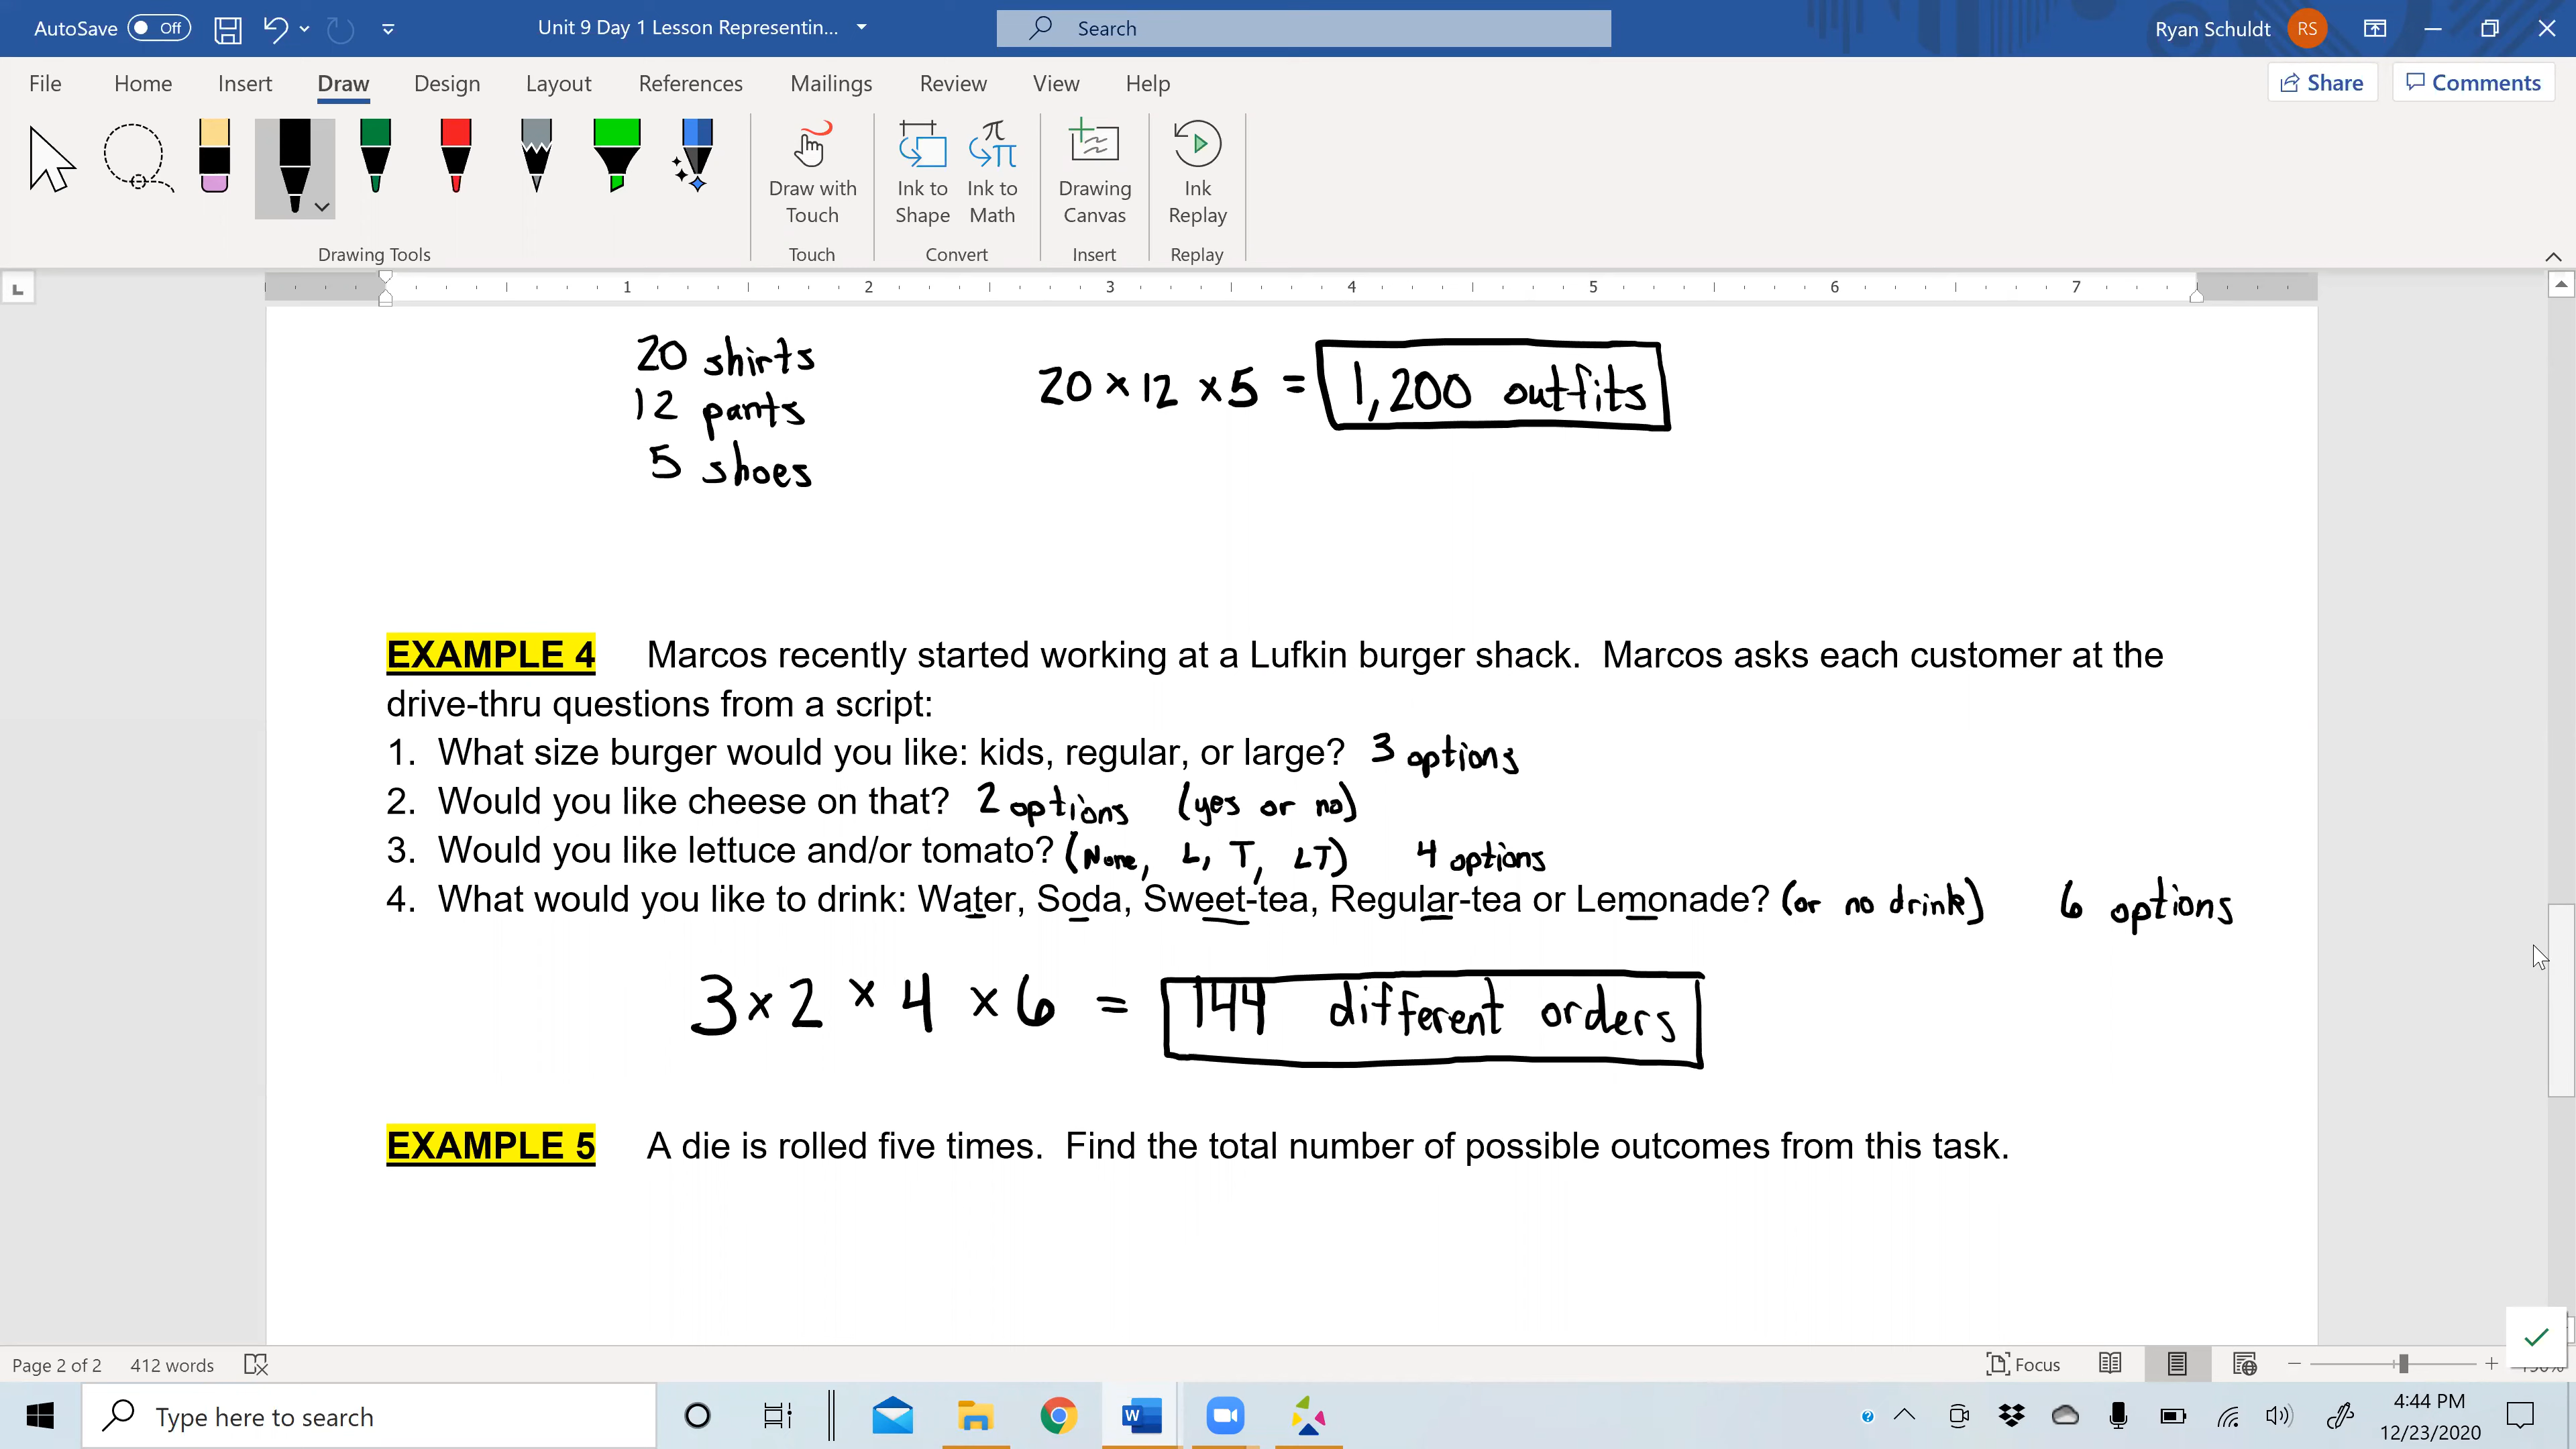 AutoSave Off Unit 9 Day 1 Lesson Representin... Search Ryan Schuldt RS
File Home Insert Draw Design Layout References Mailings Review View Help Share Comments
Draw with Touch
Ink to Shape
Ink to Math
Drawing Canvas
Ink Replay
Drawing Tools Touch Convert Insert Replay
L 1 2 3 4 5 6 7
20 shirts
12 pants
5 shoes
20 × 12 × 5 = 1,200 outfits
EXAMPLE 4 Marcos recently started working at a Lufkin burger shack. Marcos asks each customer at the
drive-thru questions from a script:
1. What size burger would you like: kids, regular, or large? 3 options
2. Would you like cheese on that? 2 options (yes or no)
3. Would you like lettuce and/or tomato? (None, L, T, LT) 4 options
4. What would you like to drink: Water, Soda, Sweet-tea, Regular-tea or Lemonade? (or no drink) 6 options
3 × 2 × 4 × 6 = 144 different orders
EXAMPLE 5 A die is rolled five times. Find the total number of possible outcomes from this task.
Page 2 of 2 412 words Focus
Type here to search W 4:44 PM
12/23/2020